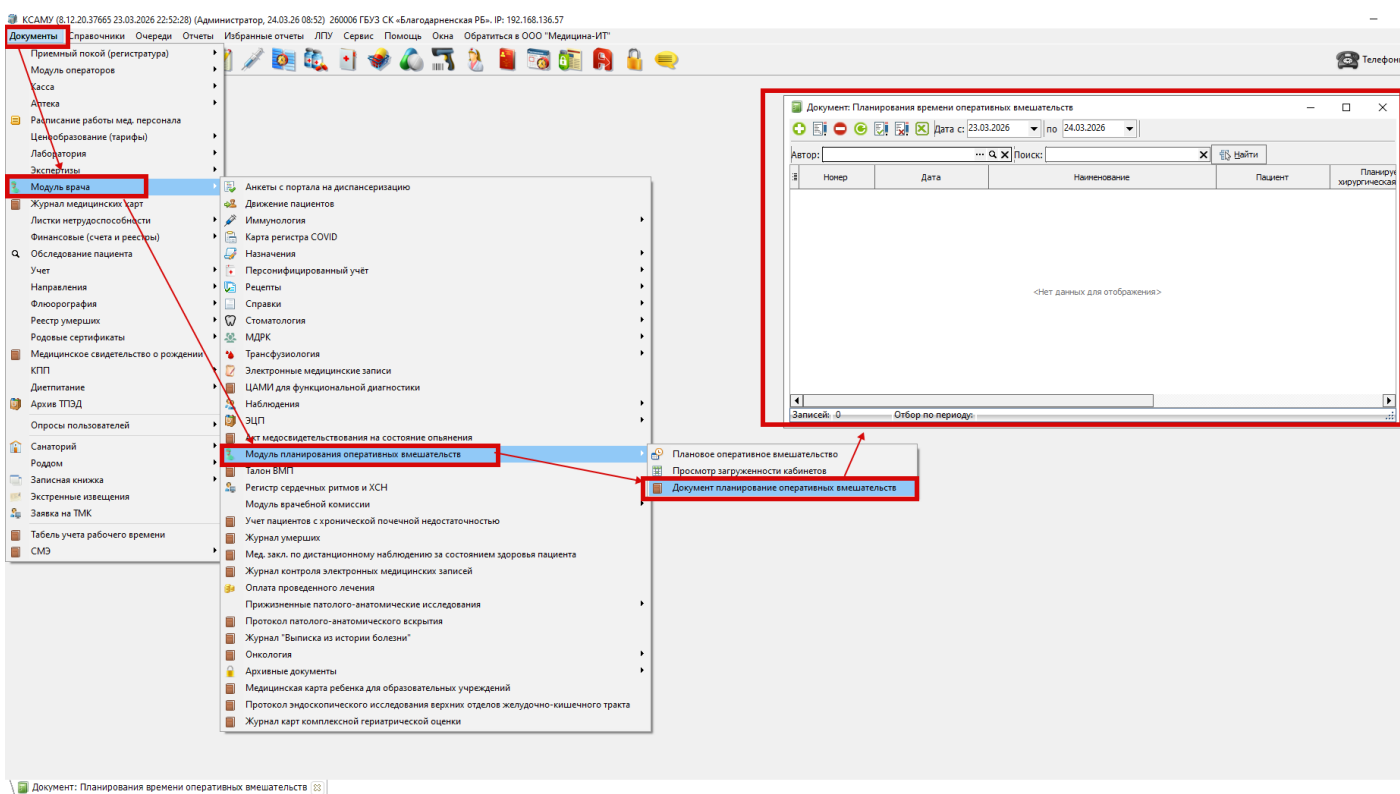 КСАМУ (8.12.20.37665 23.03.2026 22:52:28) (Администратор, 24.03.26 08:52) 260006 ГБУЗ СК «Благодарненская РБ». IP: 192.168.136.57
Документы Справочники Очереди Отчеты Избранные отчеты ЛПУ Сервис Помощь Окна Обратиться в ООО "Медицина-ИТ"
Приемный покой (регистратура)
Модуль операторов
Касса
Аптека
Расписание работы мед. персонала
Ценообразование (тарифы)
Лаборатория
Экспертизы
Модуль врача
Журнал медицинских карт
Листки нетрудоспособности
Финансовые (счета и реестры)
Обследование пациента
Учет
Направления
Флюорография
Реестр умерших
Родовые сертификаты
Медицинское свидетельство о рождении
КПП
Диетпитание
Архив ТПЭД
Опросы пользователей
Санаторий
Роддом
Записная книжка
Экстренные извещения
Заявка на ТМК
Табель учета рабочего времени
СМЭ
Анкеты с портала на диспансеризацию
Движение пациентов
Иммунология
Карта регистра COVID
Назначения
Персонифицированный учёт
Рецепты
Справки
Стоматология
МДРК
Трансфузиология
Электронные медицинские записи
ЦАМИ для функциональной диагностики
Наблюдения
ЭЦП
Акт медосвидетельствования на состояние опьянения
Модуль планирования оперативных вмешательств
Талон ВМП
Регистр сердечных ритмов и ХСН
Модуль врачебной комиссии
Учет пациентов с хронической почечной недостаточностью
Журнал умерших
Мед. закл. по дистанционному наблюдению за состоянием здоровья пациента
Журнал контроля электронных медицинских записей
Оплата проведенного лечения
Прижизненные патолого-анатомические исследования
Протокол патолого-анатомического вскрытия
Журнал "Выписка из истории болезни"
Онкология
Архивные документы
Медицинская карта ребенка для образовательных учреждений
Протокол эндоскопического исследования верхних отделов желудочно-кишечного тракта
Журнал карт комплексной гериатрической оценки
Плановое оперативное вмешательство
Просмотр загруженности кабинетов
Документ планирование оперативных вмешательств
Телефон
Документ: Планирования времени оперативных вмешательств
Дата с: 23.03.2026 по 24.03.2026
Автор: Поиск: Найти
Номер Дата Наименование Пациент Планируе
хирургическая
<Нет данных для отображения>
Записей: 0 Отбор по периоду:
Документ: Планирования времени оперативных вмешательств